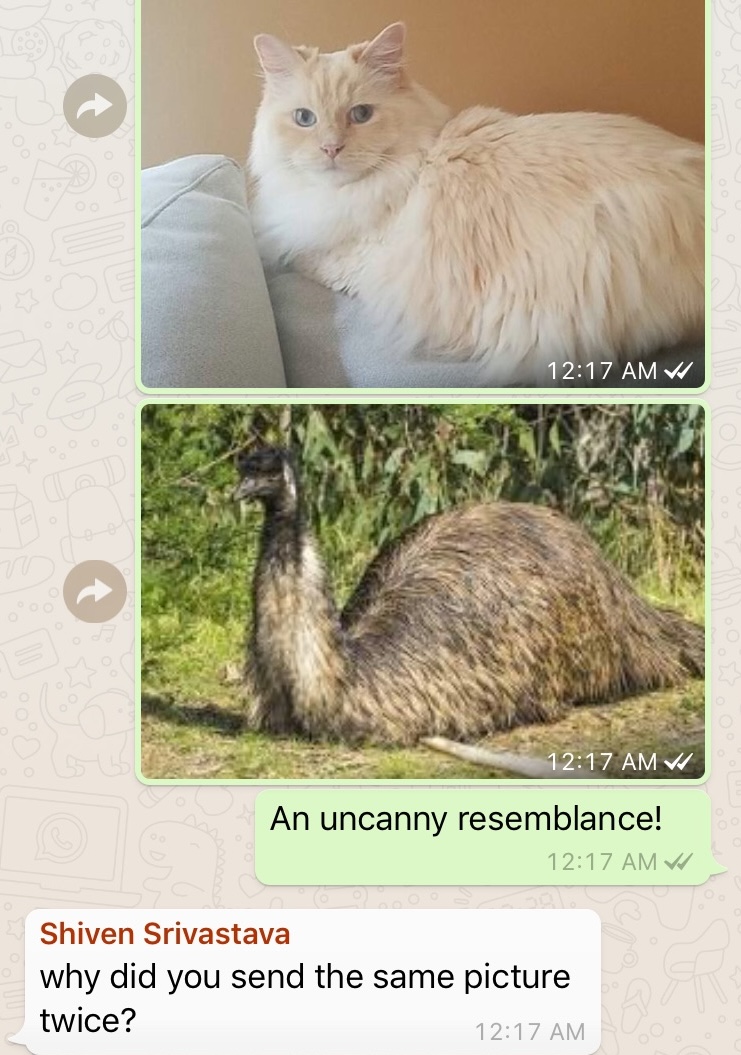 12:17 AM
12:17 AM
An uncanny resemblance!
12:17 AM
Shiven Srivastava
why did you send the same picture
twice?
12:17 AM